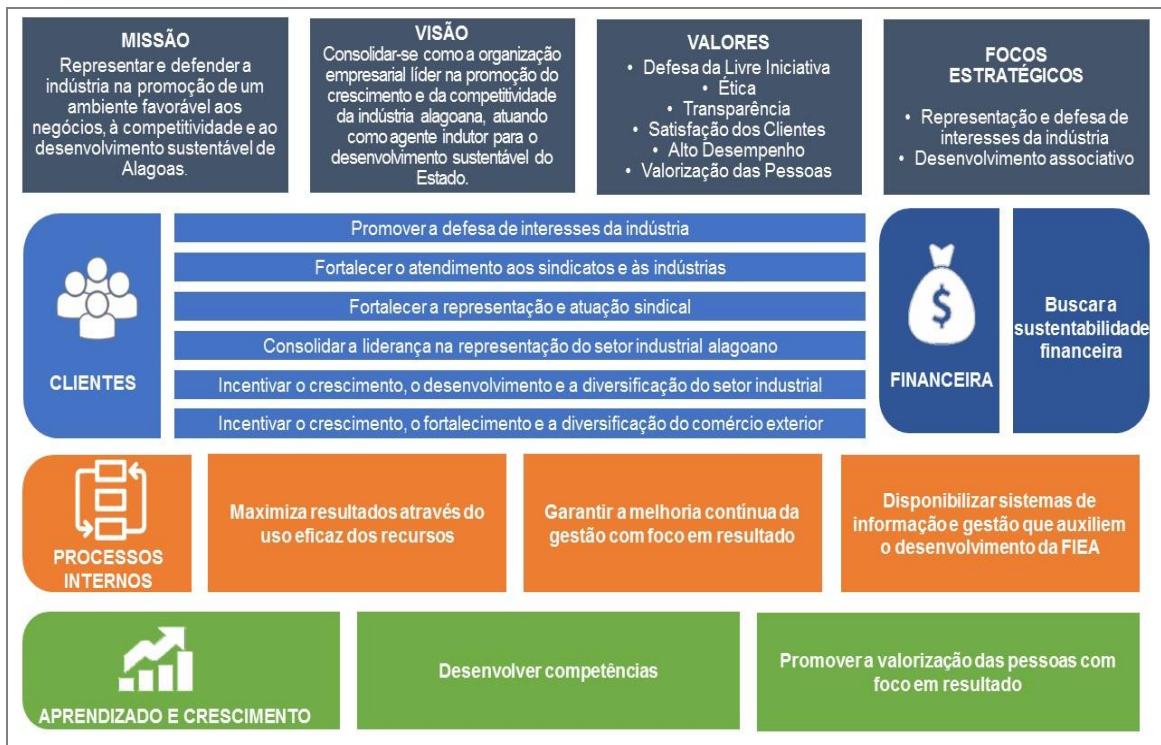 MISSÃO
Representar e defender a
indústria na promoção de um
ambiente favorável aos
negócios, à competitividade e ao
desenvolvimento sustentável de
Alagoas.
VISÃO
Consolidar-se como a organização
empresarial líder na promoção do
crescimento e da competitividade
da indústria alagoana, atuando
como agente indutor para o
desenvolvimento sustentável do
Estado.
VALORES
• Defesa da Livre Iniciativa
• Ética
• Transparência
• Satisfação dos Clientes
• Alto Desempenho
• Valorização das Pessoas
FOCOS
ESTRATÉGICOS
• Representação e defesa de
interesses da indústria
• Desenvolvimento associativo
CLIENTES
Promover a defesa de interesses da indústria
Fortalecer o atendimento aos sindicatos e às indústrias
Fortalecer a representação e atuação sindical
Consolidar a liderança na representação do setor industrial alagoano
Incentivar o crescimento, o desenvolvimento e a diversificação do setor industrial
Incentivar o crescimento, o fortalecimento e a diversificação do comércio exterior
$
FINANCEIRA
Buscar a
sustentabilidade
financeira
PROCESSOS
INTERNOS
Maximiza resultados através do
uso eficaz dos recursos
Garantir a melhoria contínua da
gestão com foco em resultado
Disponibilizar sistemas de
informação e gestão que auxiliem
o desenvolvimento da FIEA
APRENDIZADO E CRESCIMENTO
Desenvolver competências
Promover a valorização das pessoas com
foco em resultado